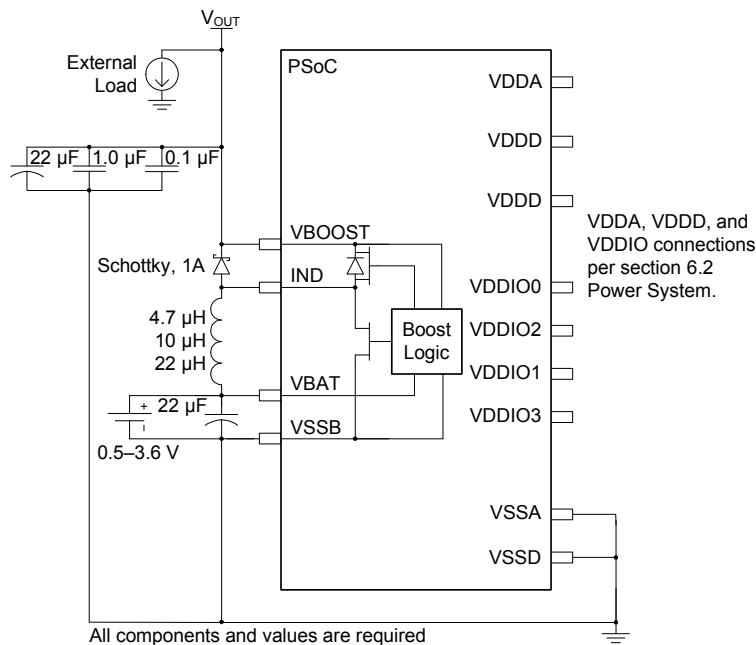 VOUT
External
Load
PSoC
VDDA
VDDD
22 µF
1.0 µF
0.1 µF
VDDD
VDDA, VDDD, and
VDDIO connections
per section 6.2
Power System.
VBOOST
Schottky, 1A
IND
VDDIO0
4.7 µH
10 µH
22 µH
Boost
Logic
VDDIO2
VDDIO1
VBAT
22 µF
VDDIO3
+
-
VSSB
0.5–3.6 V
VSSA
VSSD
All components and values are required